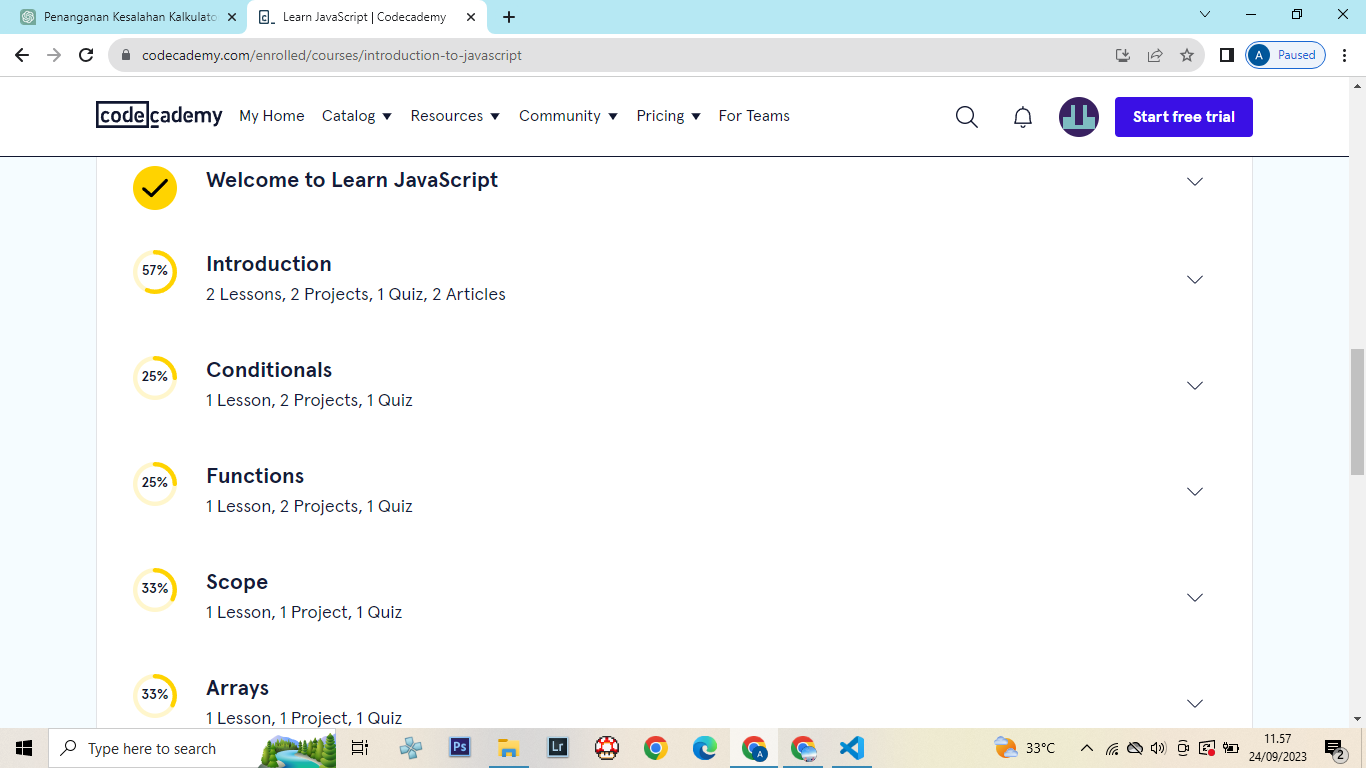 Penanganan Kesalahan Kalkulato
Learn JavaScript | Codecademy
codecademy.com/enrolled/courses/introduction-to-javascript
A
Paused
codecademy
My Home
Catalog
Resources
Community
Pricing
For Teams
Start free trial
Welcome to Learn JavaScript
57%
Introduction
2 Lessons, 2 Projects, 1 Quiz, 2 Articles
25%
Conditionals
1 Lesson, 2 Projects, 1 Quiz
25%
Functions
1 Lesson, 2 Projects, 1 Quiz
33%
Scope
1 Lesson, 1 Project, 1 Quiz
33%
Arrays
1 Lesson, 1 Project, 1 Quiz
Type here to search
Ps
Lr
A
33°C
11.57
24/09/2023
2